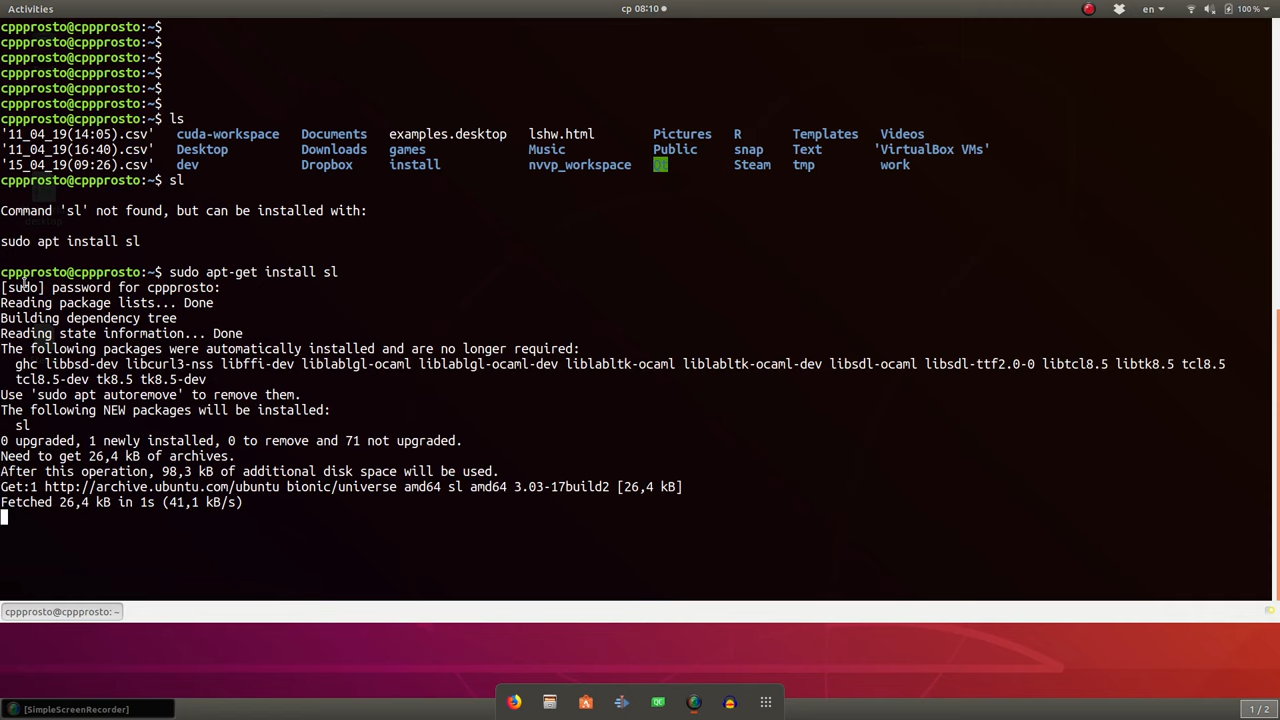 Activities
ср 08:10
en
100 %
cppprosto@cppprosto:~$
cppprosto@cppprosto:~$
cppprosto@cppprosto:~$
cppprosto@cppprosto:~$
cppprosto@cppprosto:~$
cppprosto@cppprosto:~$
cppprosto@cppprosto:~$ ls
'11_04_19(14:05).csv' cuda-workspace Documents examples.desktop lshw.html Pictures R Templates Videos
'11_04_19(16:40).csv' Desktop Downloads games Music Public snap Text 'VirtualBox VMs'
'15_04_19(09:26).csv' dev Dropbox install nvvp_workspace Steam tmp work
cppprosto@cppprosto:~$ sl
Command 'sl' not found, but can be installed with:
sudo apt install sl
cppprosto@cppprosto:~$ sudo apt-get install sl
[sudo] password for cppprosto:
Reading package lists... Done
Building dependency tree
Reading state information... Done
The following packages were automatically installed and are no longer required:
ghc libbsd-dev libcurl3-nss libffi-dev liblablgl-ocaml liblablgl-ocaml-dev liblabltk-ocaml liblabltk-ocaml-dev libsdl-ocaml libsdl-ttf2.0-0 libtcl8.5 libtk8.5 tcl8.5
tcl8.5-dev tk8.5 tk8.5-dev
Use 'sudo apt autoremove' to remove them.
The following NEW packages will be installed:
sl
0 upgraded, 1 newly installed, 0 to remove and 71 not upgraded.
Need to get 26,4 kB of archives.
After this operation, 98,3 kB of additional disk space will be used.
Get:1 http://archive.ubuntu.com/ubuntu bionic/universe amd64 sl amd64 3.03-17build2 [26,4 kB]
Fetched 26,4 kB in 1s (41,1 kB/s)
cppprosto@cppprosto: ~
[SimpleScreenRecorder]
1 / 2